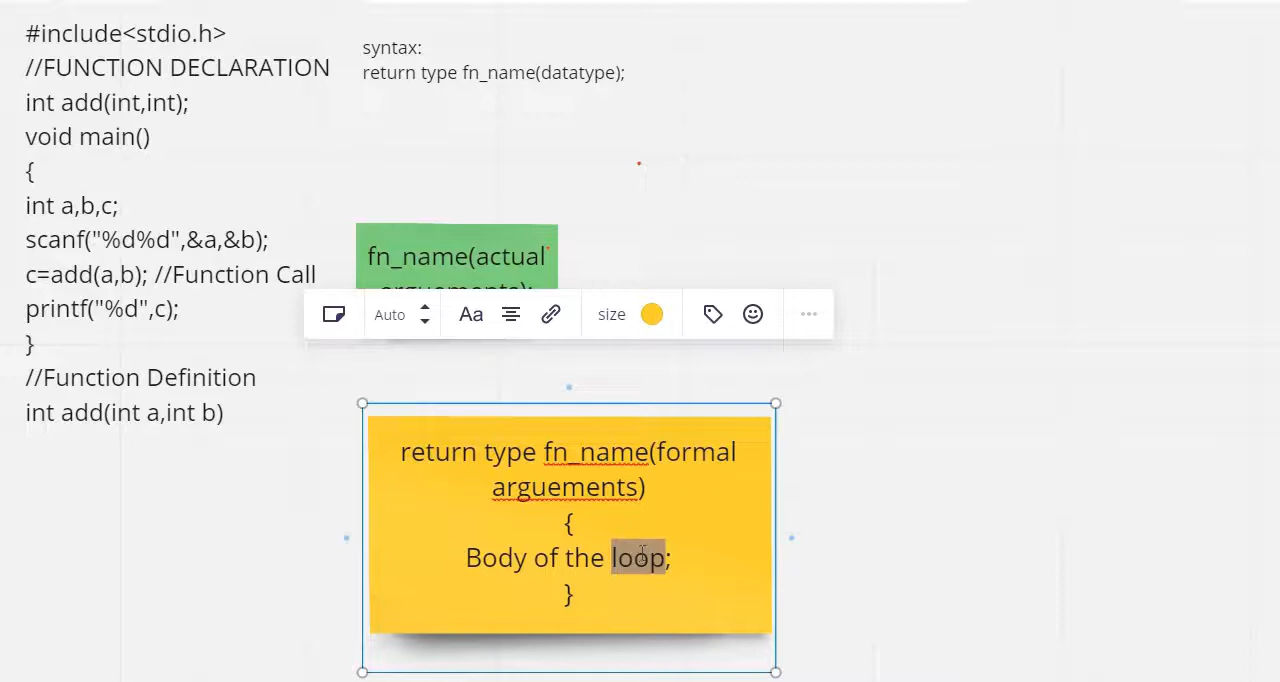 #include<stdio.h>
//FUNCTION DECLARATION
int add(int,int);
void main()
{
int a,b,c;
scanf("%d%d",&a,&b);
c=add(a,b); //Function Call
printf("%d",c);
}
//Function Definition
int add(int a,int b)
syntax:
return type fn_name(datatype);
fn_name(actual
arguements);
Auto
Aa
size
return type fn_name(formal
arguements)
{
Body of the loop;
}